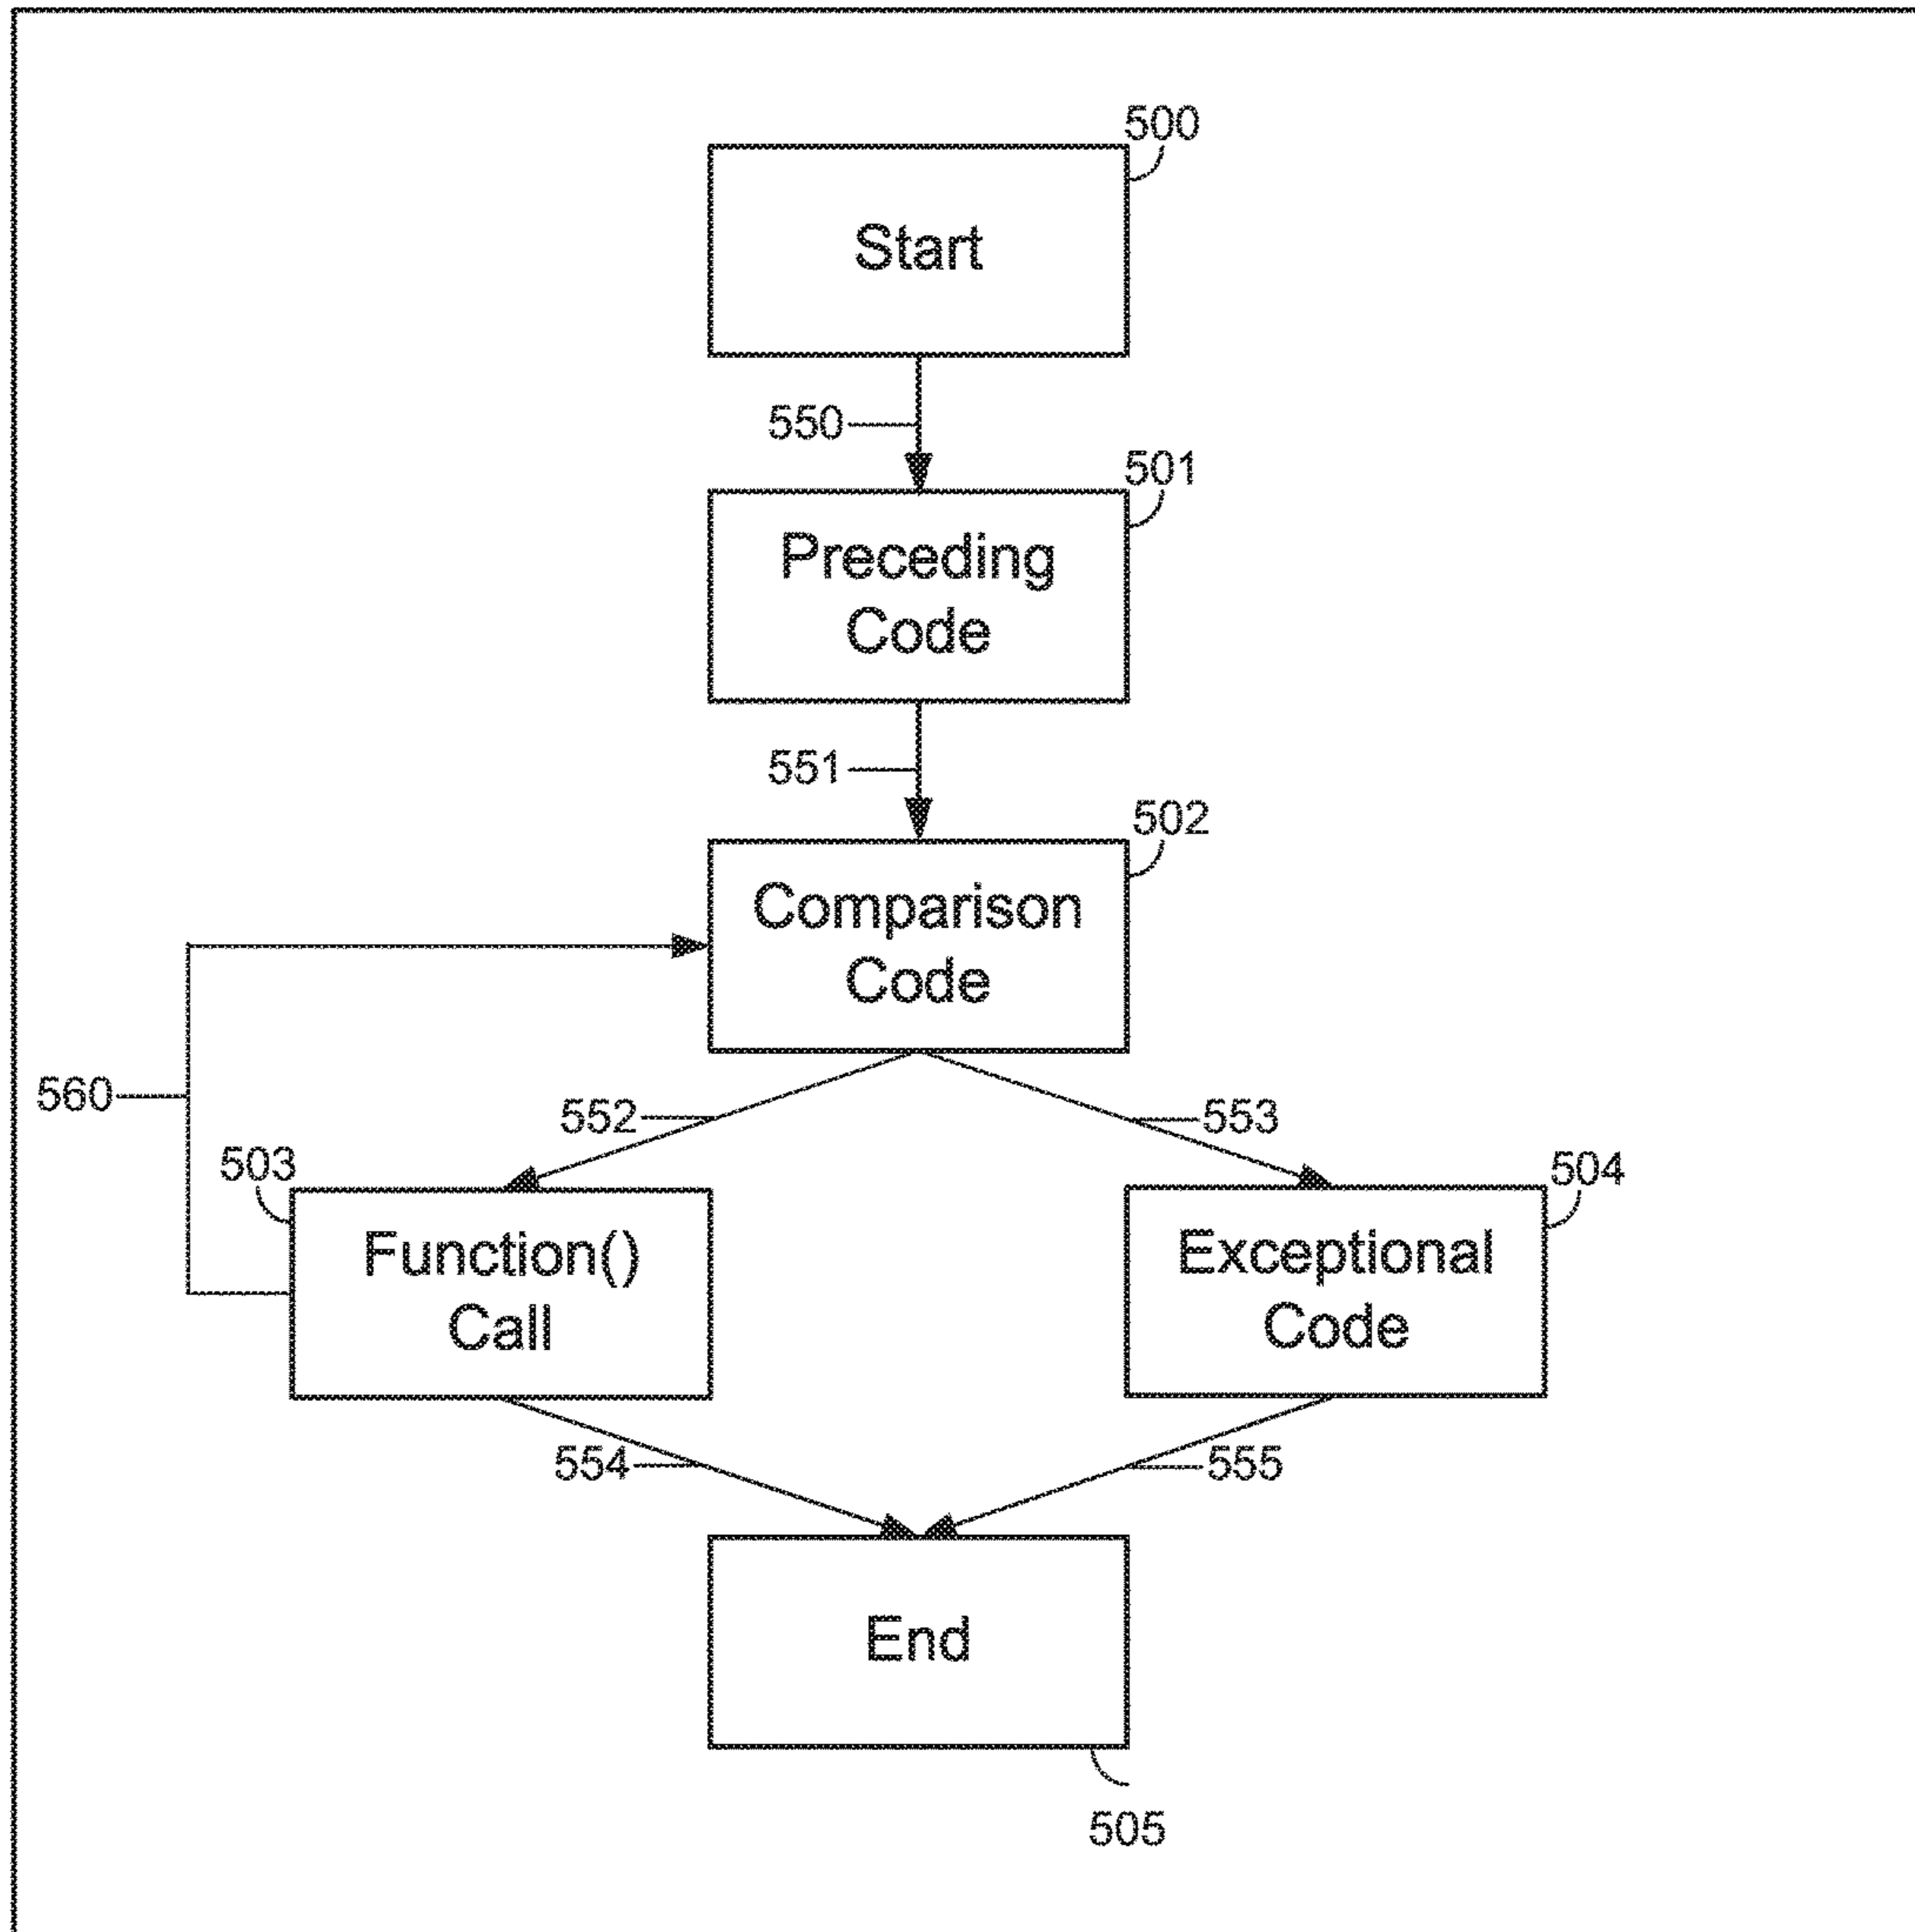 500
Start
550
501
Preceding
Code
551
502
Comparison
Code
560
552
553
503
504
Function()
Call
Exceptional
Code
554
555
End
505